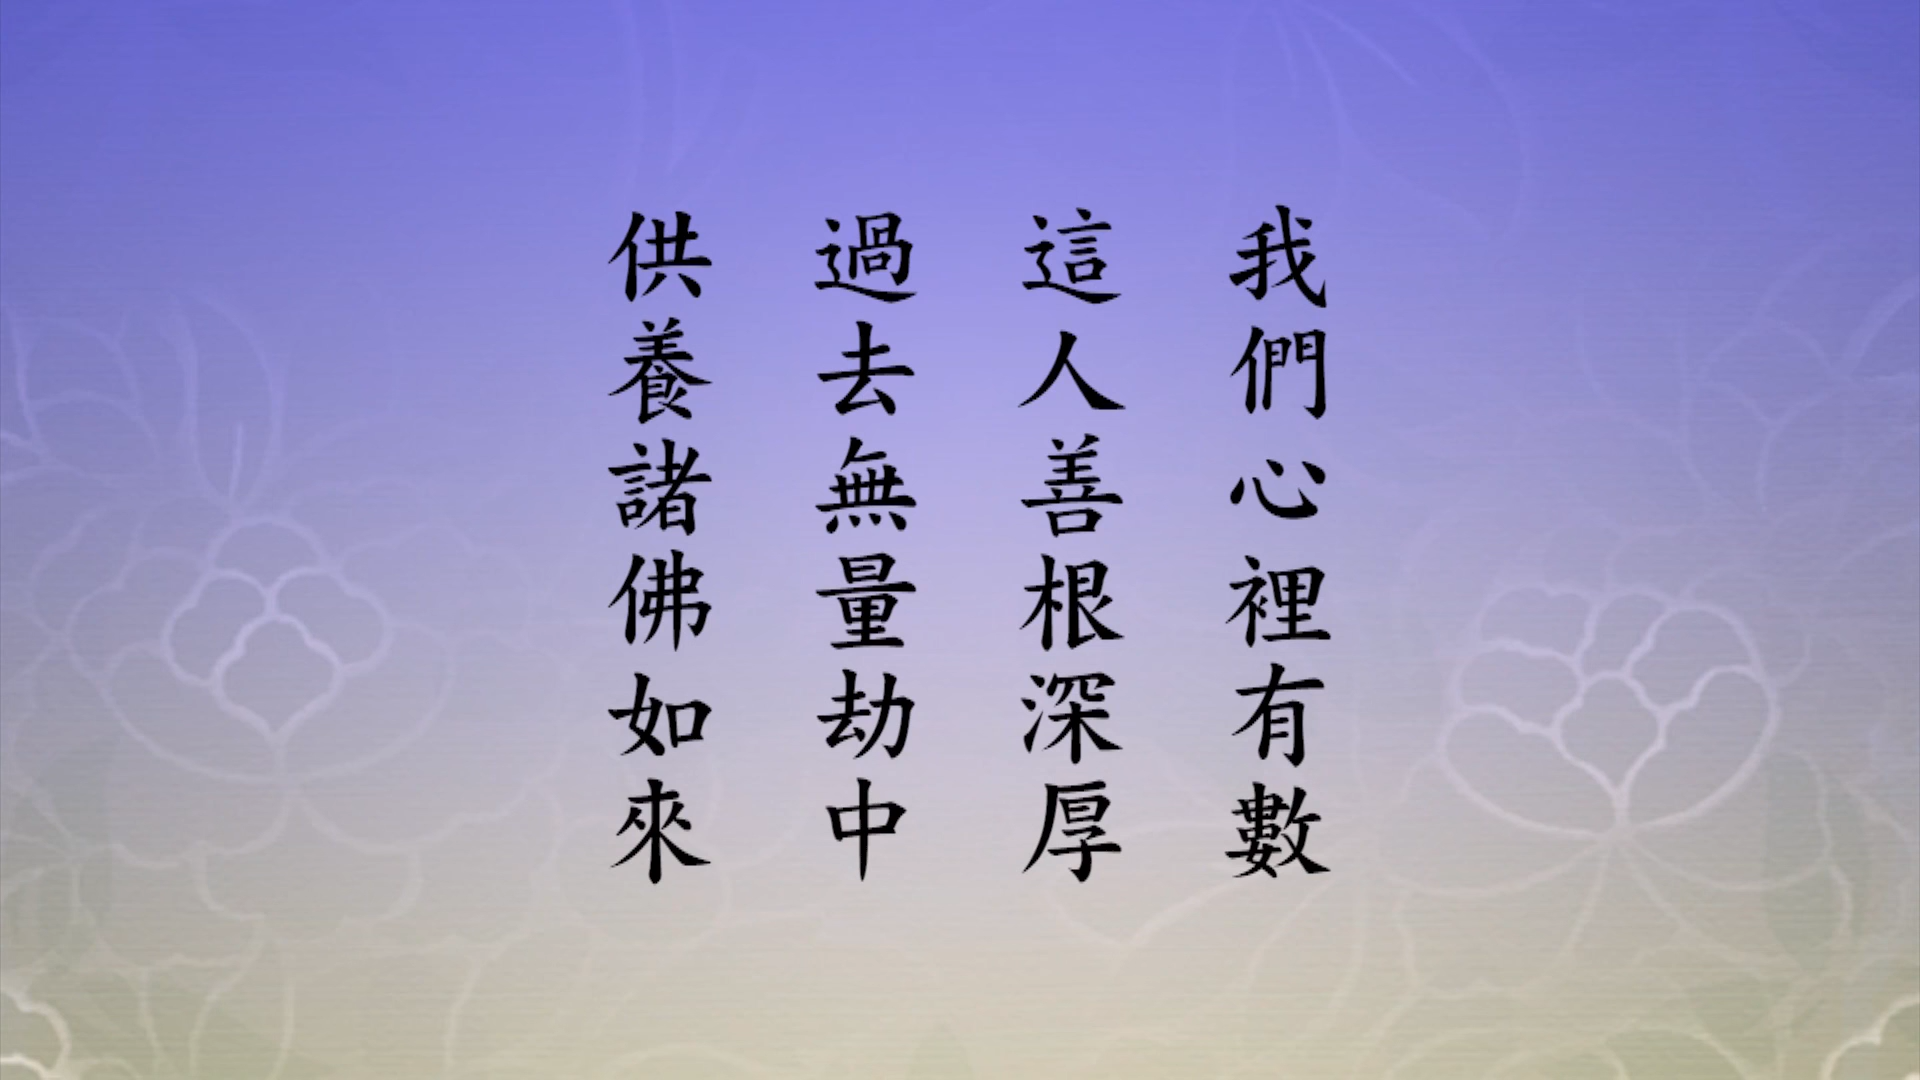 我們心裡有數
這人善根深厚
過去無量劫中
供養諸佛如來